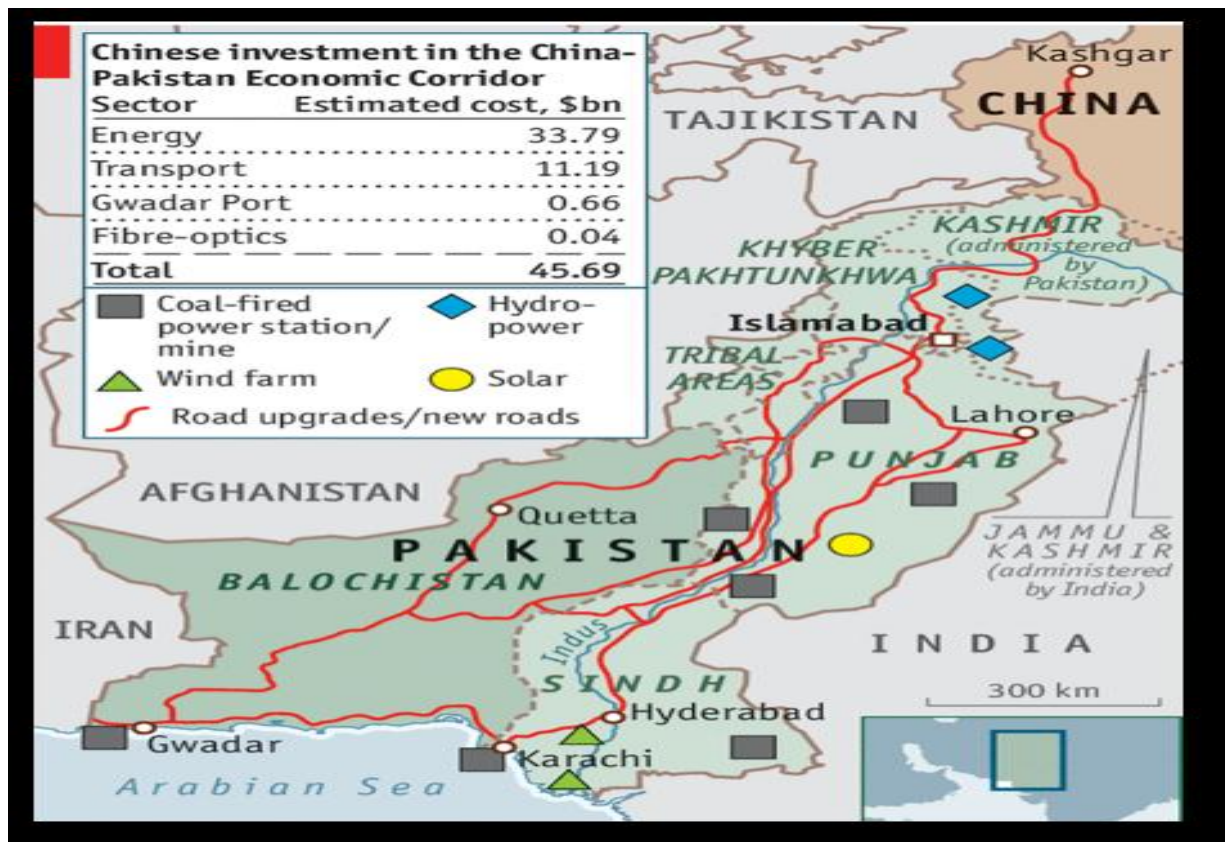 Chinese investment in the China-
Pakistan Economic Corridor
Sector Estimated cost, $bn
Energy 33.79
Transport 11.19
Gwadar Port 0.66
Fibre-optics 0.04
Total 45.69
Coal-fired
power station/
mine
Hydro-
power
Wind farm
Solar
Road upgrades/new roads
Kashgar
CHINA
TAJIKISTAN
KASHMIR
(administered
by
Pakistan)
KHYBER
PAKHTUNKHWA
Islamabad
TRIBAL
AREAS
Lahore
PUNJAB
AFGHANISTAN
Quetta
PAKISTAN
JAMMU &
KASHMIR
(administered
by India)
BALOCHISTAN
IRAN
INDIA
Indus
SINDH
300 km
Hyderabad
Gwadar
Karachi
Arabian Sea